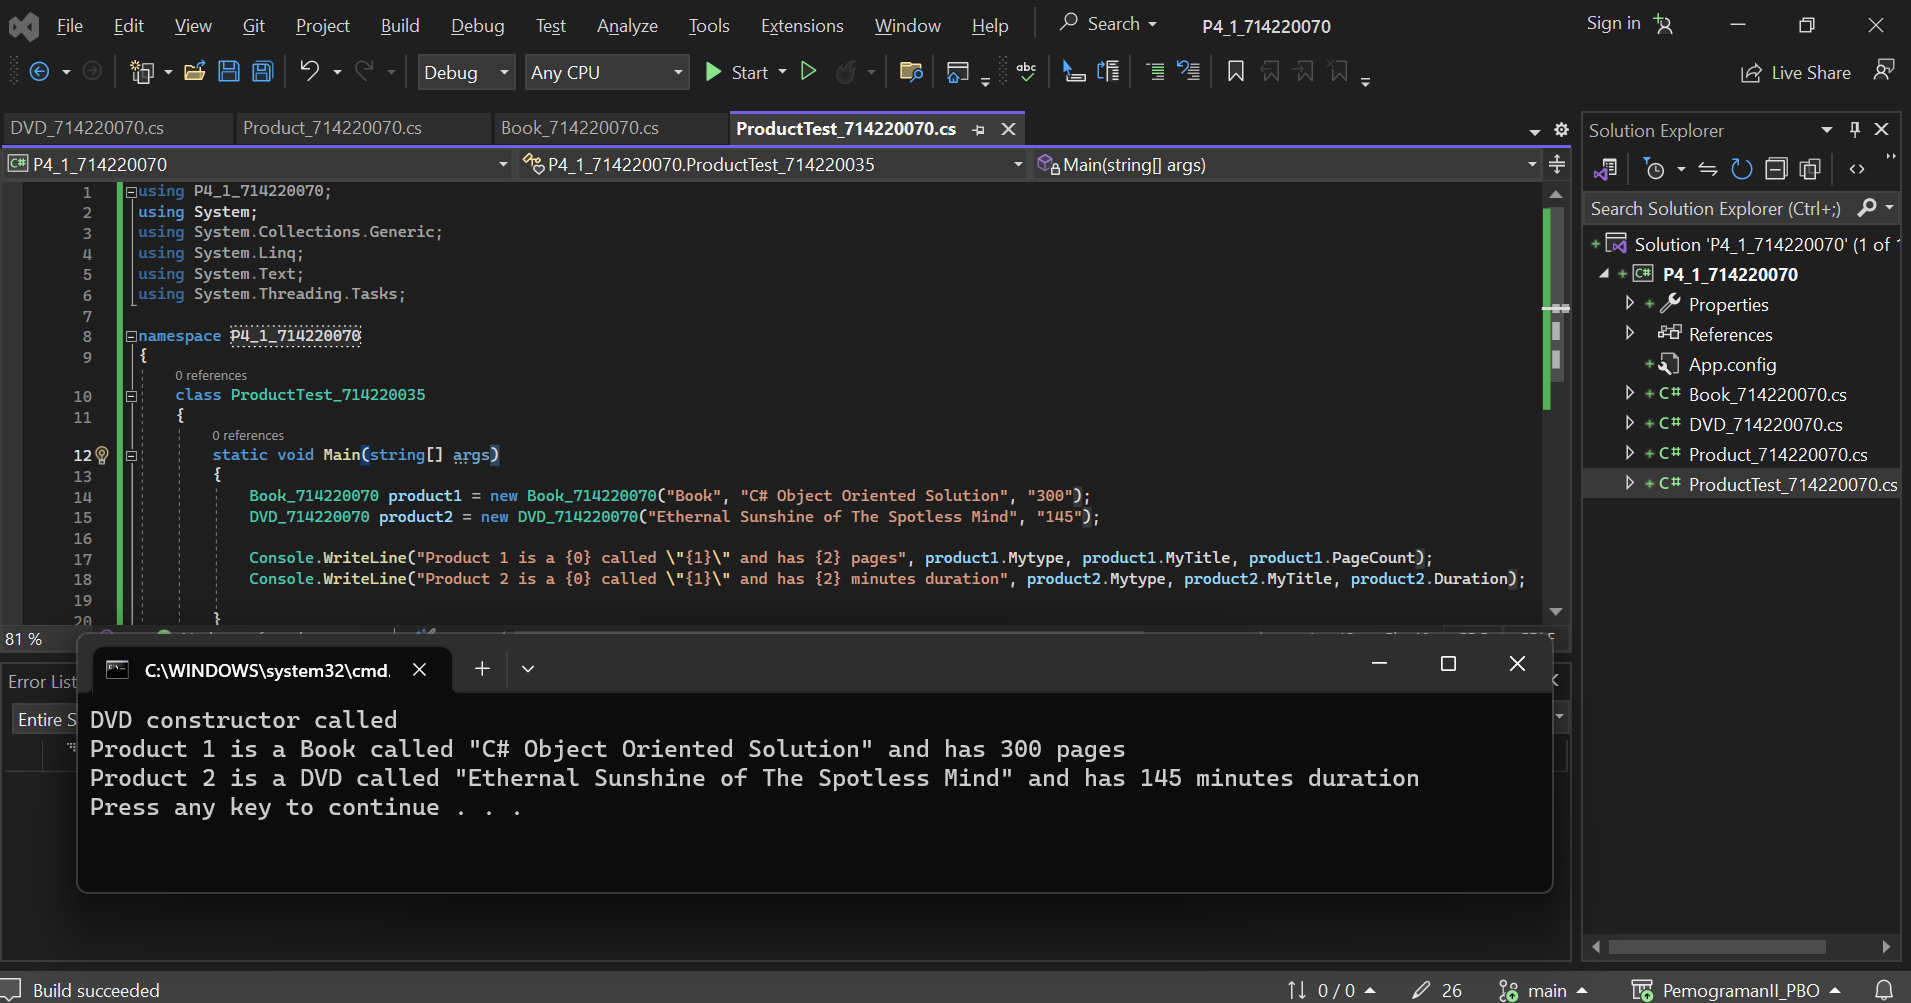 File Edit View Git Project Build Debug Test Analyze Tools Extensions Window Help Search P4_1_714220070 Sign in
Debug Any CPU Start Live Share
DVD_714220070.cs Product_714220070.cs Book_714220070.cs ProductTest_714220070.cs
P4_1_714220070 P4_1_714220070.ProductTest_714220035 Main(string[] args)
1 using P4_1_714220070;
2 using System;
3 using System.Collections.Generic;
4 using System.Linq;
5 using System.Text;
6 using System.Threading.Tasks;
7
8 namespace P4_1_714220070
9 {
0 references
10 class ProductTest_714220035
11 {
0 references
12 static void Main(string[] args)
13 {
14 Book_714220070 product1 = new Book_714220070("Book", "C# Object Oriented Solution", "300");
15 DVD_714220070 product2 = new DVD_714220070("Ethernal Sunshine of The Spotless Mind", "145");
16
17 Console.WriteLine("Product 1 is a {0} called \"{1}\" and has {2} pages", product1.Mytype, product1.MyTitle, product1.PageCount);
18 Console.WriteLine("Product 2 is a {0} called \"{1}\" and has {2} minutes duration", product2.Mytype, product2.MyTitle, product2.Duration);
19
20 }
81 %
Error List
Entire S
C:\WINDOWS\system32\cmd.
DVD constructor called
Product 1 is a Book called "C# Object Oriented Solution" and has 300 pages
Product 2 is a DVD called "Ethernal Sunshine of The Spotless Mind" and has 145 minutes duration
Press any key to continue . . .
Solution Explorer
Search Solution Explorer (Ctrl+;)
Solution 'P4_1_714220070' (1 of
P4_1_714220070
Properties
References
App.config
Book_714220070.cs
DVD_714220070.cs
Product_714220070.cs
ProductTest_714220070.cs
Build succeeded 0 / 0 26 main PemogramanII_PBO